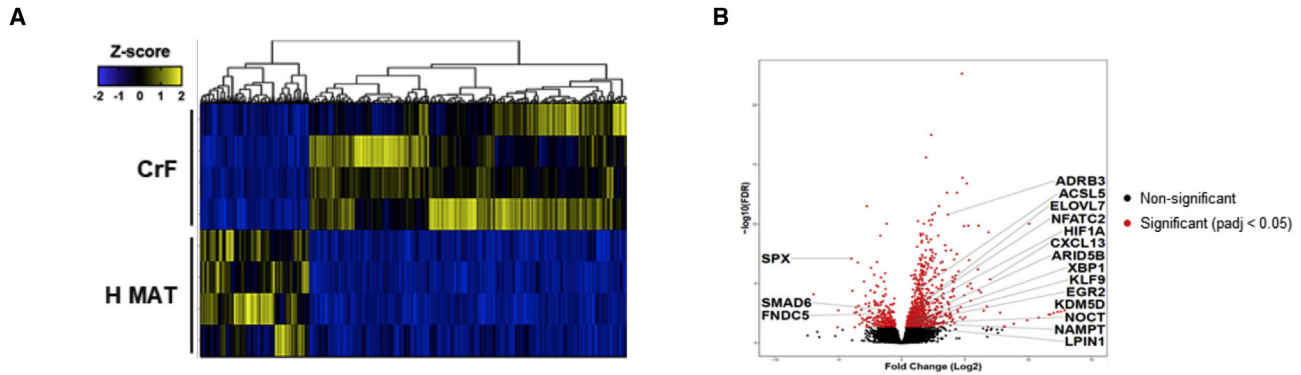 A
Z-score
-2 -1 0 1 2
CrF
H MAT
B
-log10(FDR)
SPX
SMAD6
FNDC5
ADRB3
ACSL5
ELOVL7
NFATC2
HIF1A
CXCL13
ARID5B
XBP1
KLF9
EGR2
KDM5D
NOCT
NAMPT
LPIN1
Fold Change (Log2)
Non-significant
Significant (padj < 0.05)